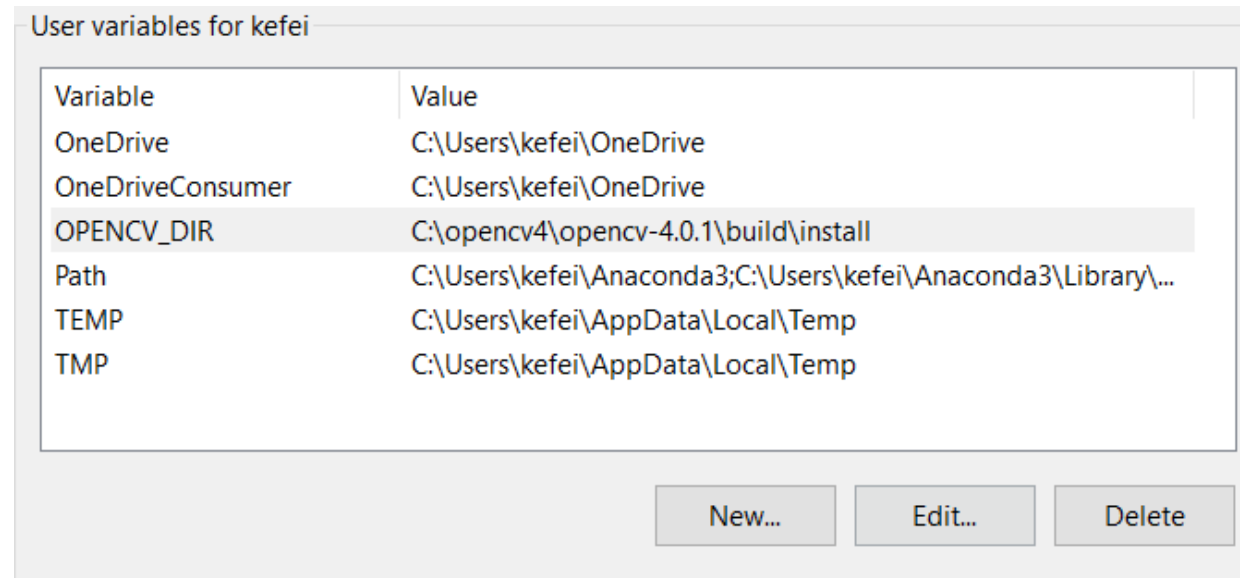 User variables for kefei
Variable Value
OneDrive C:\Users\kefei\OneDrive
OneDriveConsumer C:\Users\kefei\OneDrive
OPENCV_DIR C:\opencv4\opencv-4.0.1\build\install
Path C:\Users\kefei\Anaconda3;C:\Users\kefei\Anaconda3\Library\...
TEMP C:\Users\kefei\AppData\Local\Temp
TMP C:\Users\kefei\AppData\Local\Temp
New... Edit... Delete